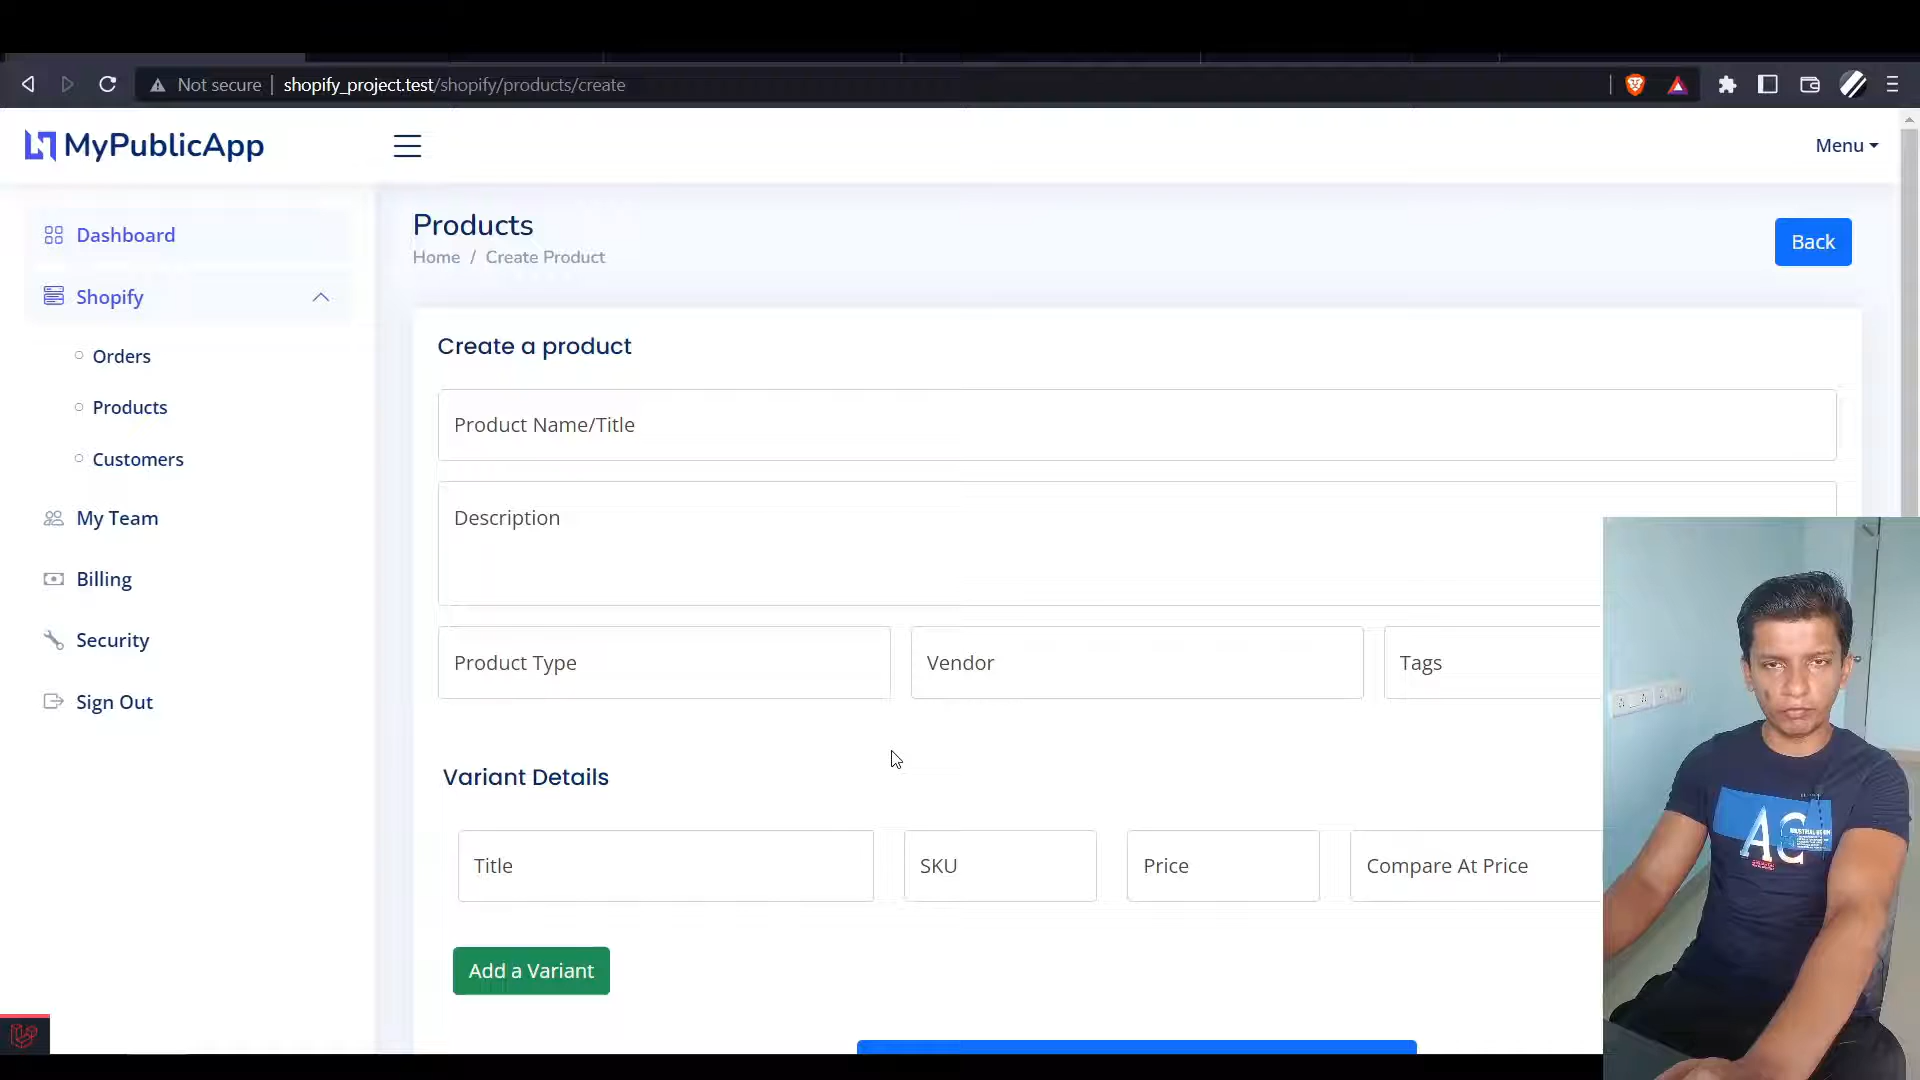 Not secure | shopify_project.test/shopify/products/create
MyPublicApp
Menu
Dashboard
Shopify
Orders
Products
Customers
My Team
Billing
Security
Sign Out
Products
Home / Create Product
Back
Create a product
Product Name/Title
Description
Product Type
Vendor
Tags
Variant Details
Title
SKU
Price
Compare At Price
Add a Variant
AC